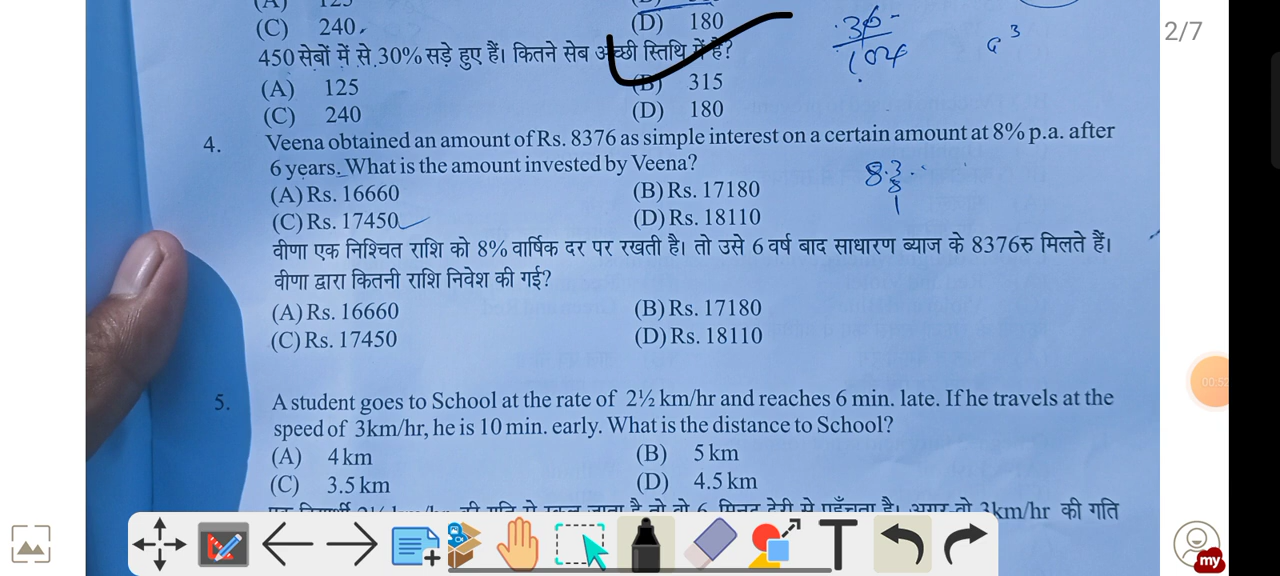 (C) 240
(D) 180
450 सेबों में से 30% सड़े हुए हैं। कितने सेब अच्छी स्तिथि में है?
(A) 125
(B) 315
(C) 240
(D) 180
4. Veena obtained an amount of Rs. 8376 as simple interest on a certain amount at 8% p.a. after
6 years. What is the amount invested by Veena?
(A) Rs. 16660
(B) Rs. 17180
(C) Rs. 17450
(D) Rs. 18110
वीणा एक निश्चित राशि को 8% वार्षिक दर पर रखती है। तो उसे 6 वर्ष बाद साधारण ब्याज के 8376रु मिलते हैं।
वीणा द्वारा कितनी राशि निवेश की गई?
(A) Rs. 16660
(B) Rs. 17180
(C) Rs. 17450
(D) Rs. 18110
5. A student goes to School at the rate of 2½ km/hr and reaches 6 min. late. If he travels at the
speed of 3km/hr, he is 10 min. early. What is the distance to School?
(A) 4 km
(B) 5 km
(C) 3.5 km
(D) 4.5 km
3km/hr की गति
2/7
00:52
T
my